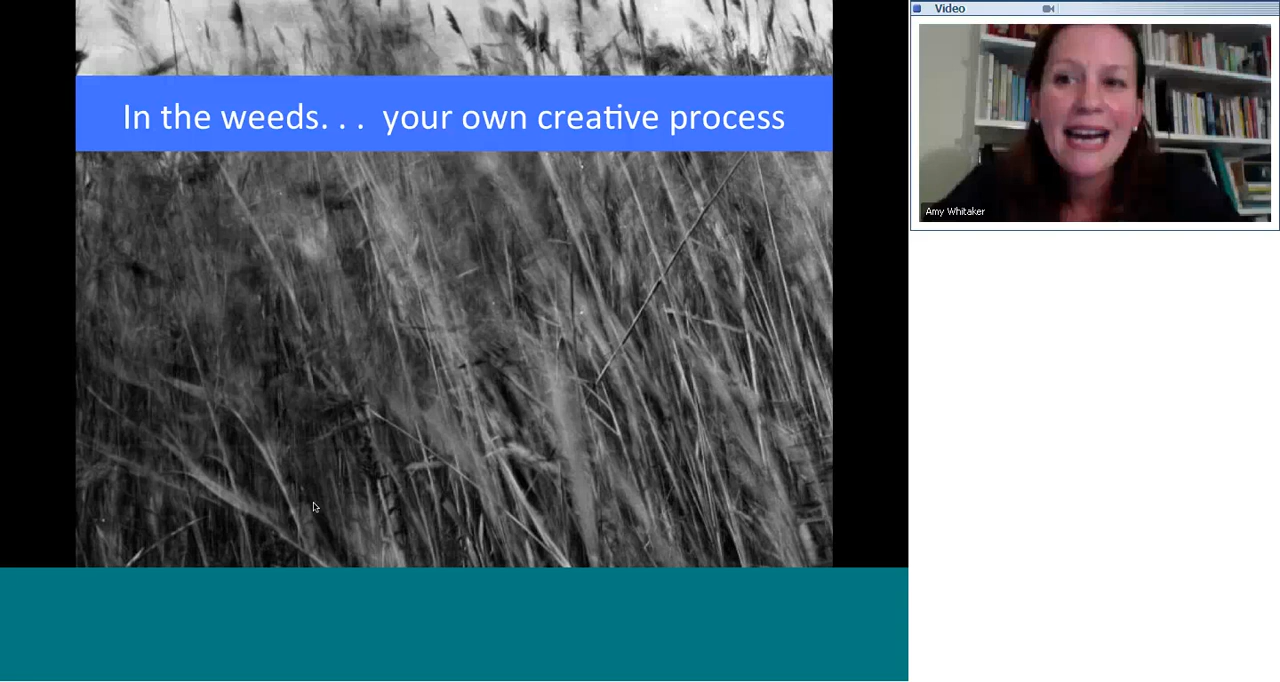 In the weeds. . . your own creative process
Video
Amy Whitaker